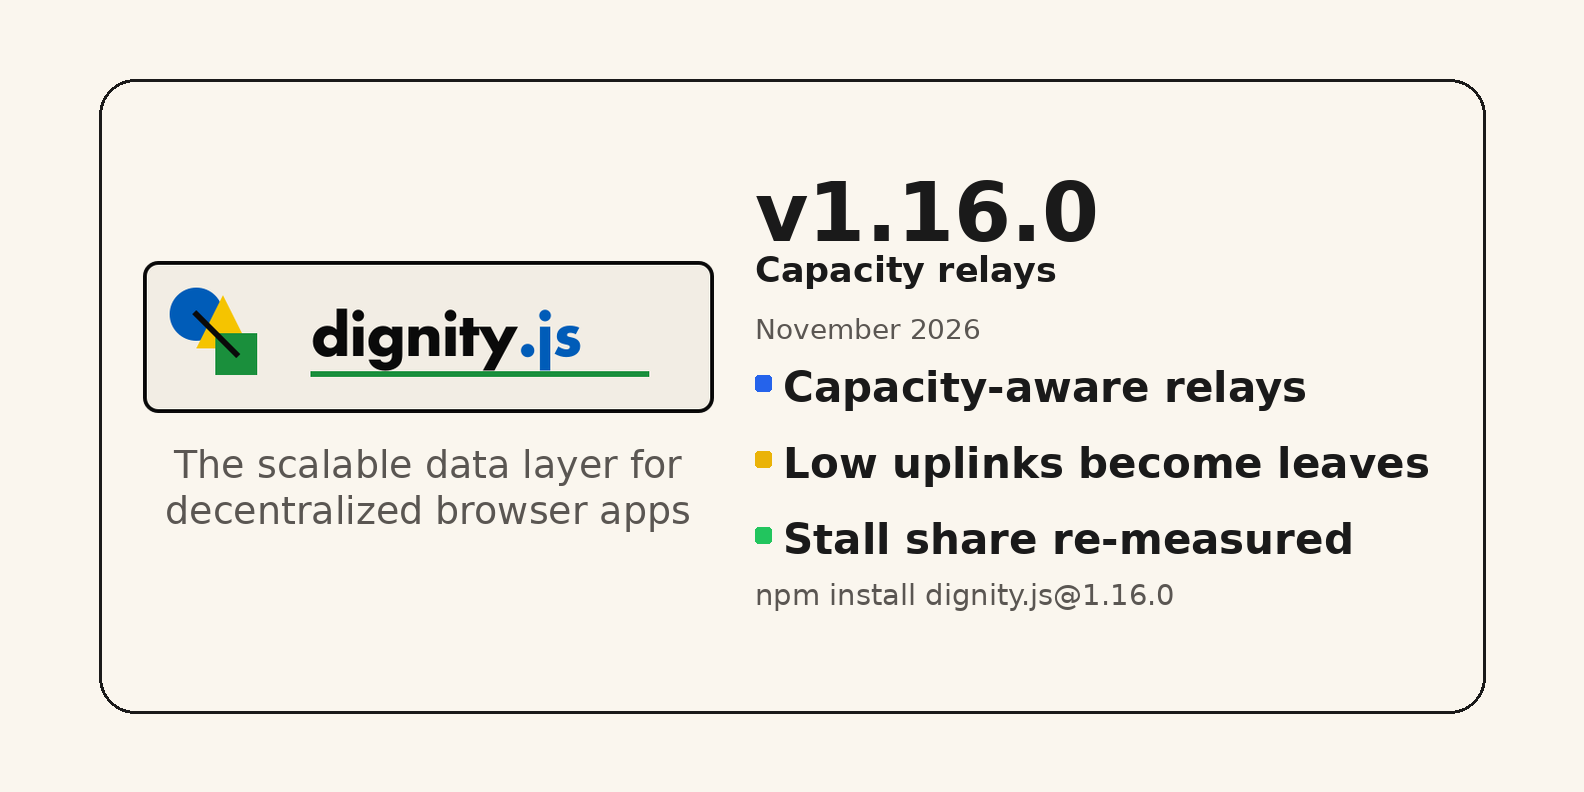 dignity.js
The scalable data layer for
decentralized browser apps
v1.16.0
Capacity relays
November 2026
Capacity-aware relays
Low uplinks become leaves
Stall share re-measured
npm install dignity.js@1.16.0